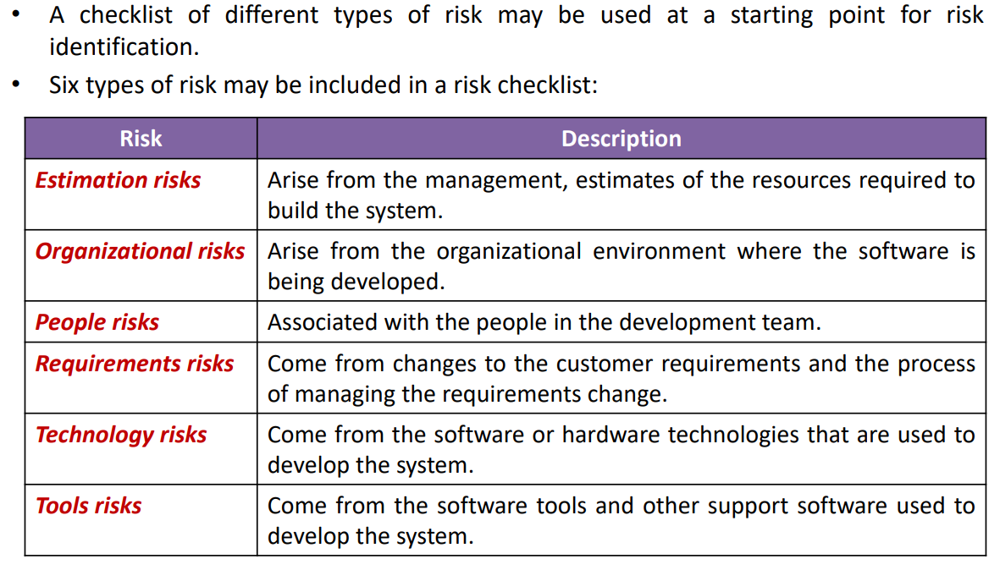 • A checklist of different types of risk may be used at a starting point for risk
identification.
• Six types of risk may be included in a risk checklist:
Risk Description
Estimation risks Arise from the management, estimates of the resources required to
build the system.
Organizational risks Arise from the organizational environment where the software is
being developed.
People risks Associated with the people in the development team.
Requirements risks Come from changes to the customer requirements and the process
of managing the requirements change.
Technology risks Come from the software or hardware technologies that are used to
develop the system.
Tools risks Come from the software tools and other support software used to
develop the system.